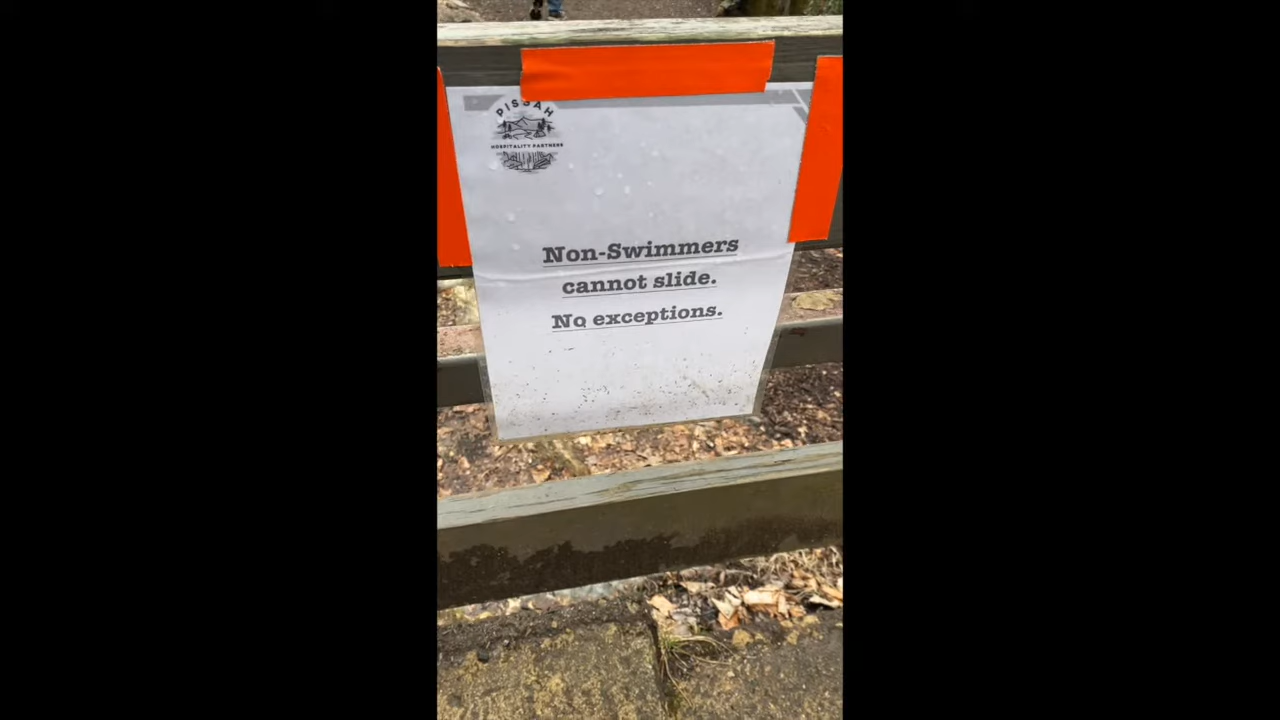 PISGAH
HOSPITALITY PARTNERS
Non-Swimmers
cannot slide.
No exceptions.